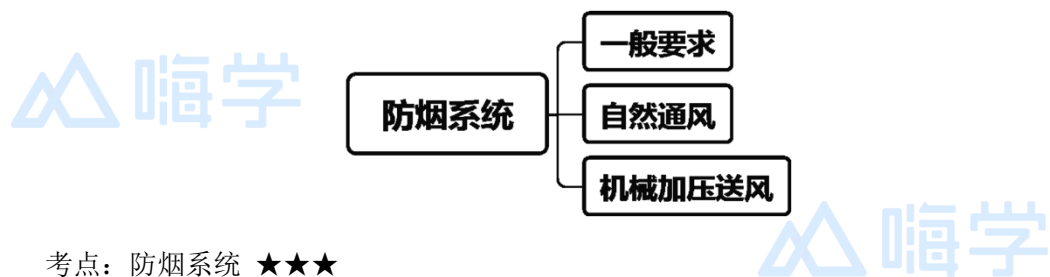 嗨学
一般要求
防烟系统
自然通风
机械加压送风
嗨学
考点：防烟系统 ★★★